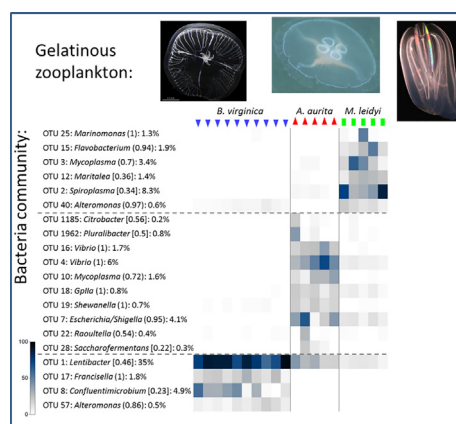 Gelatinous
zooplankton:
B. virginica A. aurita M. leidyi
Bacteria community:
OTU 25: Marinomonas (1): 1.3%
OTU 15: Flavobacterium (0.94): 1.9%
OTU 3: Mycoplasma (0.7): 3.4%
OTU 12: Maritalea [0.36]: 1.4%
OTU 2: Spiroplasma [0.34]: 8.3%
OTU 40: Alteromonas (0.97): 0.6%
OTU 1185: Citrobacter [0.56]: 0.2%
OTU 1962: Pluralibacter [0.5]: 0.8%
OTU 16: Vibrio (1): 1.7%
OTU 4: Vibrio (1): 6%
OTU 10: Mycoplasma (0.72): 1.6%
OTU 18: GpIIa (1): 0.8%
OTU 19: Shewanella (1): 0.7%
OTU 7: Escherichia/Shigella (0.95): 4.1%
OTU 22: Raoultella (0.54): 0.4%
OTU 28: Saccharofermentans [0.22]: 0.3%
OTU 1: Lentibacter [0.46]: 35%
OTU 17: Francisella (1): 1.8%
OTU 8: Confluentimicrobium [0.23]: 4.9%
OTU 57: Alteromonas (0.86): 0.5%
100
50
0